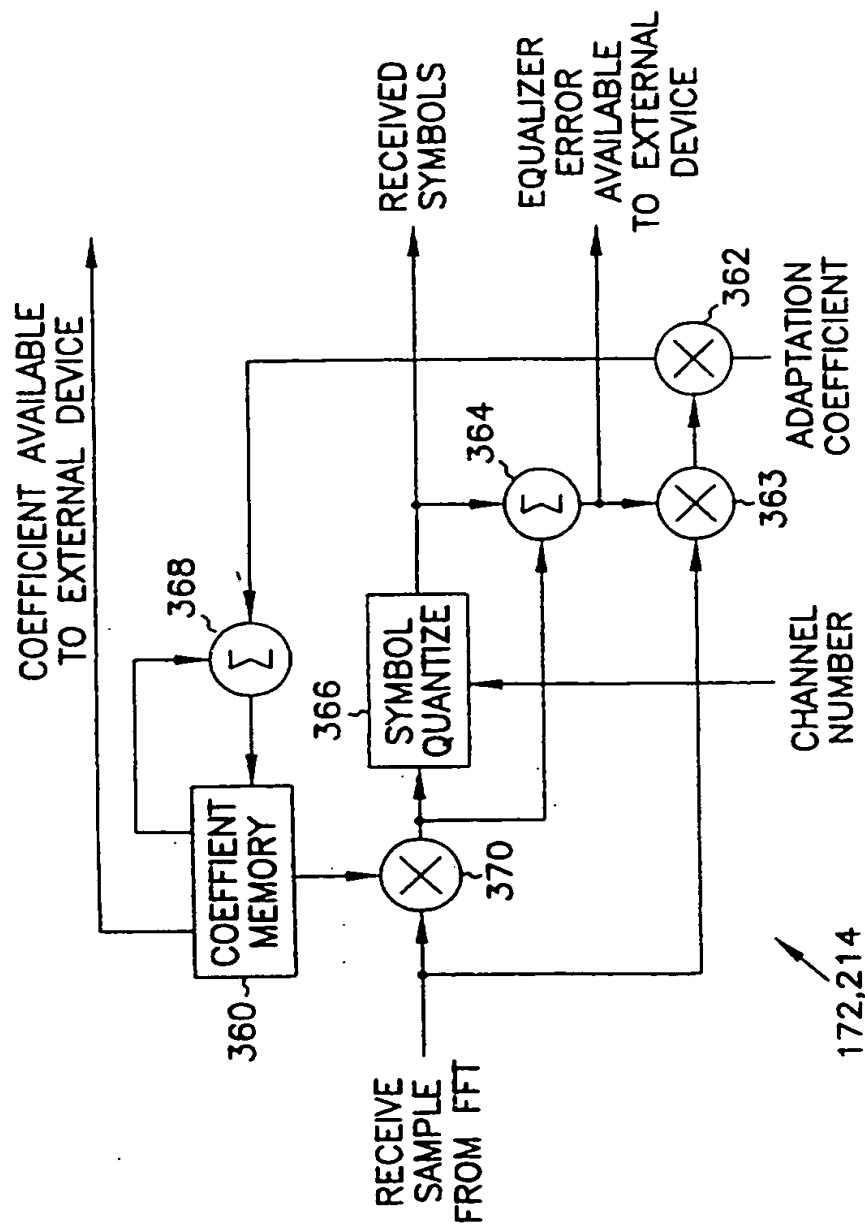 COEFFICIENT AVAILABLE
TO EXTERNAL DEVICE
368
COEFFIENT
MEMORY
360
366
SYMBOL
QUANTIZE
RECEIVED
SYMBOLS
370
364
EQUALIZER
ERROR
AVAILABLE
TO EXTERNAL
DEVICE
RECEIVE
SAMPLE
FROM FFT
363
362
CHANNEL
NUMBER
ADAPTATION
COEFFICIENT
172,214
Σ
Σ